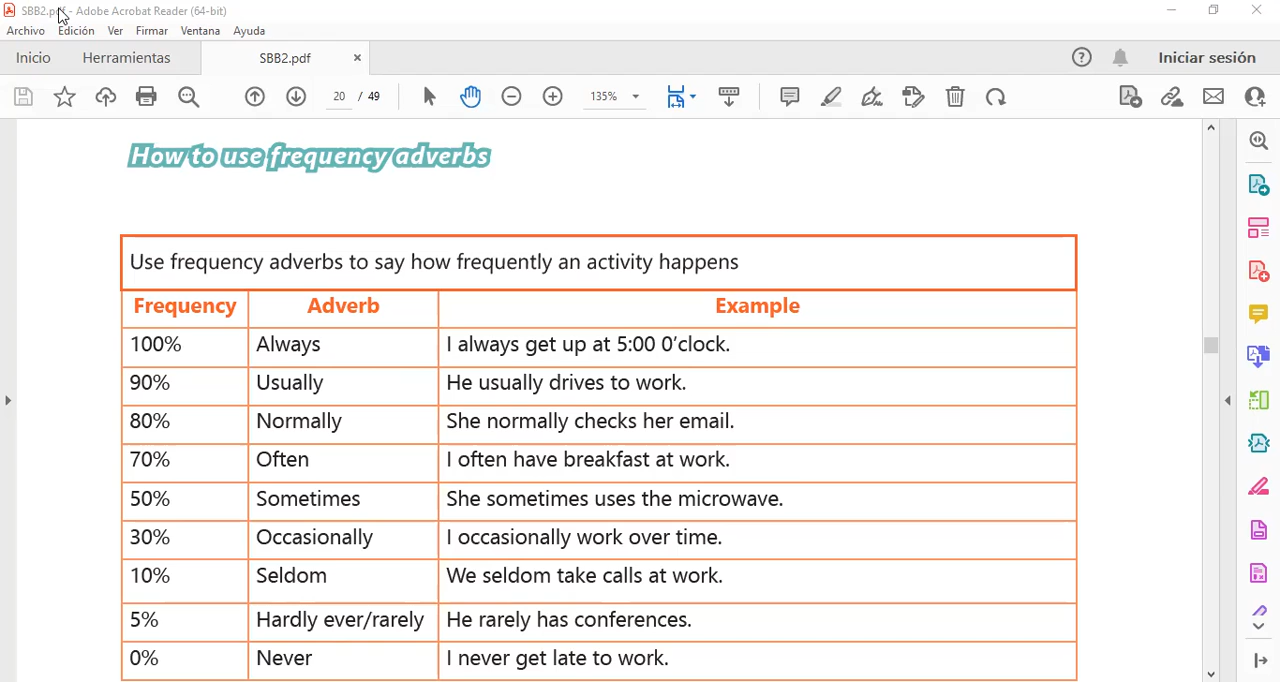 SBB2.pdf - Adobe Acrobat Reader (64-bit)
Archivo Edición Ver Firmar Ventana Ayuda
Inicio Herramientas SBB2.pdf × Iniciar sesión
20 / 49 135%
How to use frequency adverbs
Use frequency adverbs to say how frequently an activity happens
Frequency Adverb Example
100% Always I always get up at 5:00 0’clock.
90% Usually He usually drives to work.
80% Normally She normally checks her email.
70% Often I often have breakfast at work.
50% Sometimes She sometimes uses the microwave.
30% Occasionally I occasionally work over time.
10% Seldom We seldom take calls at work.
5% Hardly ever/rarely He rarely has conferences.
0% Never I never get late to work.